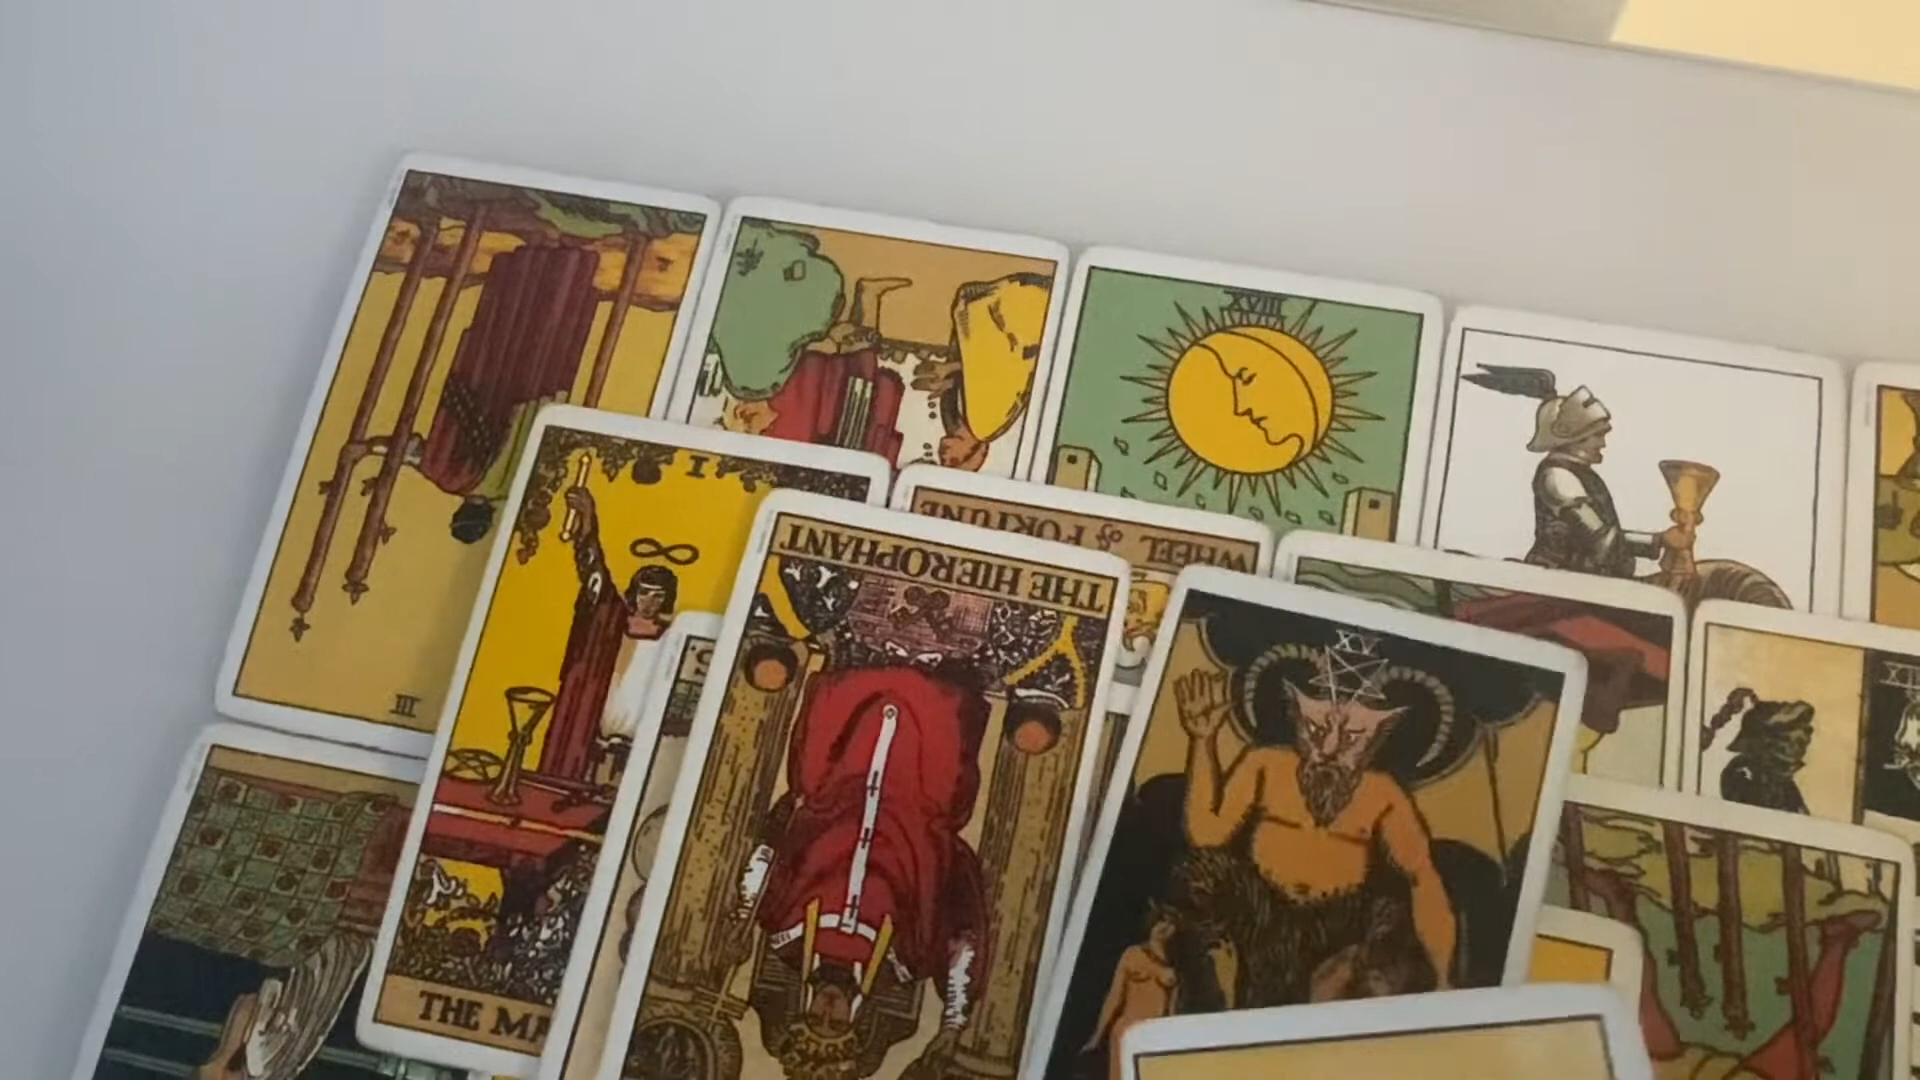 XVIII
I
WHEEL of FORTUNE
THE HIEROPHANT
XV
III
THE MA